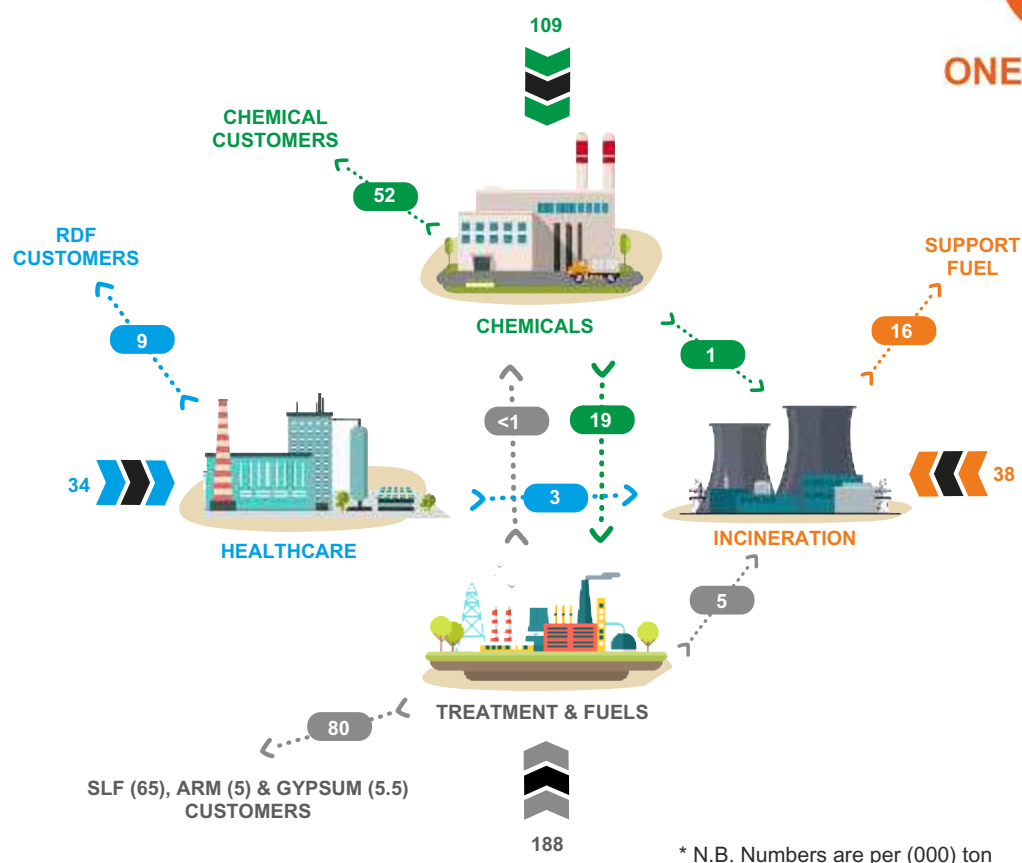 109
ONE
CHEMICAL
CUSTOMERS
52
RDF
CUSTOMERS
SUPPORT
FUEL
9
16
CHEMICALS
1
<1
19
34
3
38
HEALTHCARE
INCINERATION
5
TREATMENT & FUELS
80
SLF (65), ARM (5) & GYPSUM (5.5)
CUSTOMERS
188
* N.B. Numbers are per (000) ton